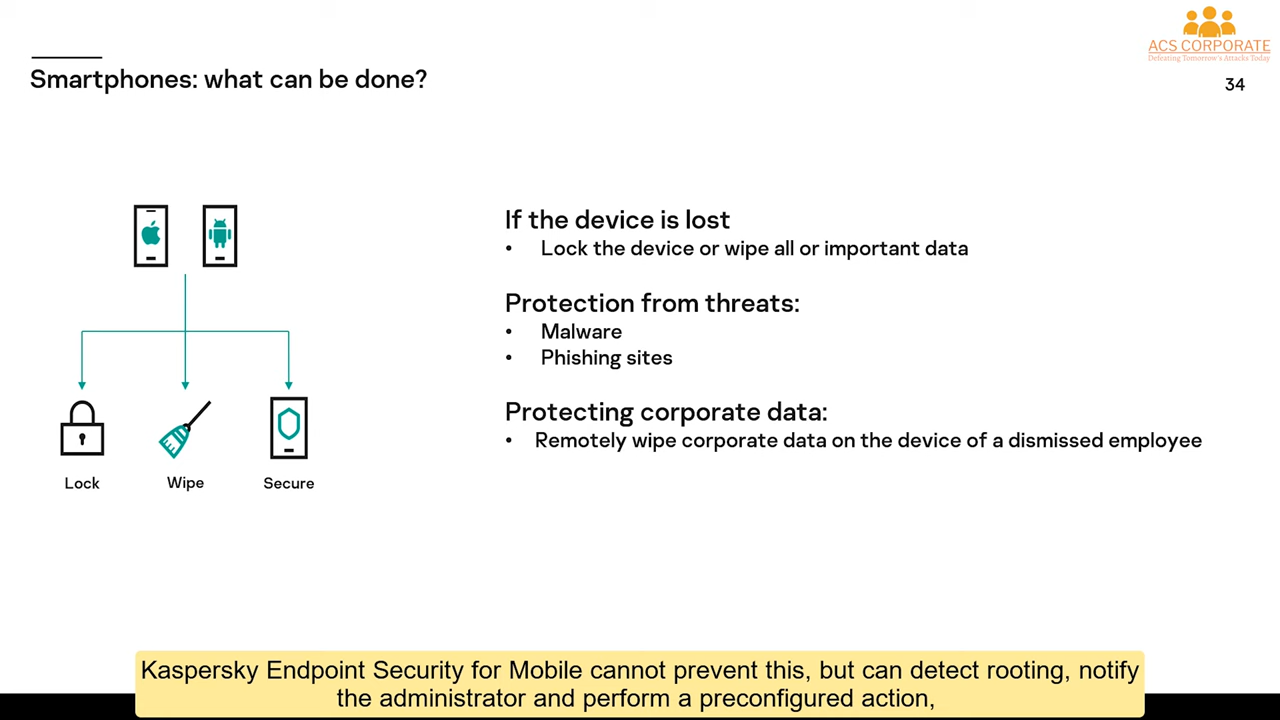 ACS CORPORATE
Defeating Tomorrow's Attacks Today
Smartphones: what can be done?
34
If the device is lost
• Lock the device or wipe all or important data
Protection from threats:
• Malware
• Phishing sites
Protecting corporate data:
• Remotely wipe corporate data on the device of a dismissed employee
Lock
Wipe
Secure
Kaspersky Endpoint Security for Mobile cannot prevent this, but can detect rooting, notify
the administrator and perform a preconfigured action,